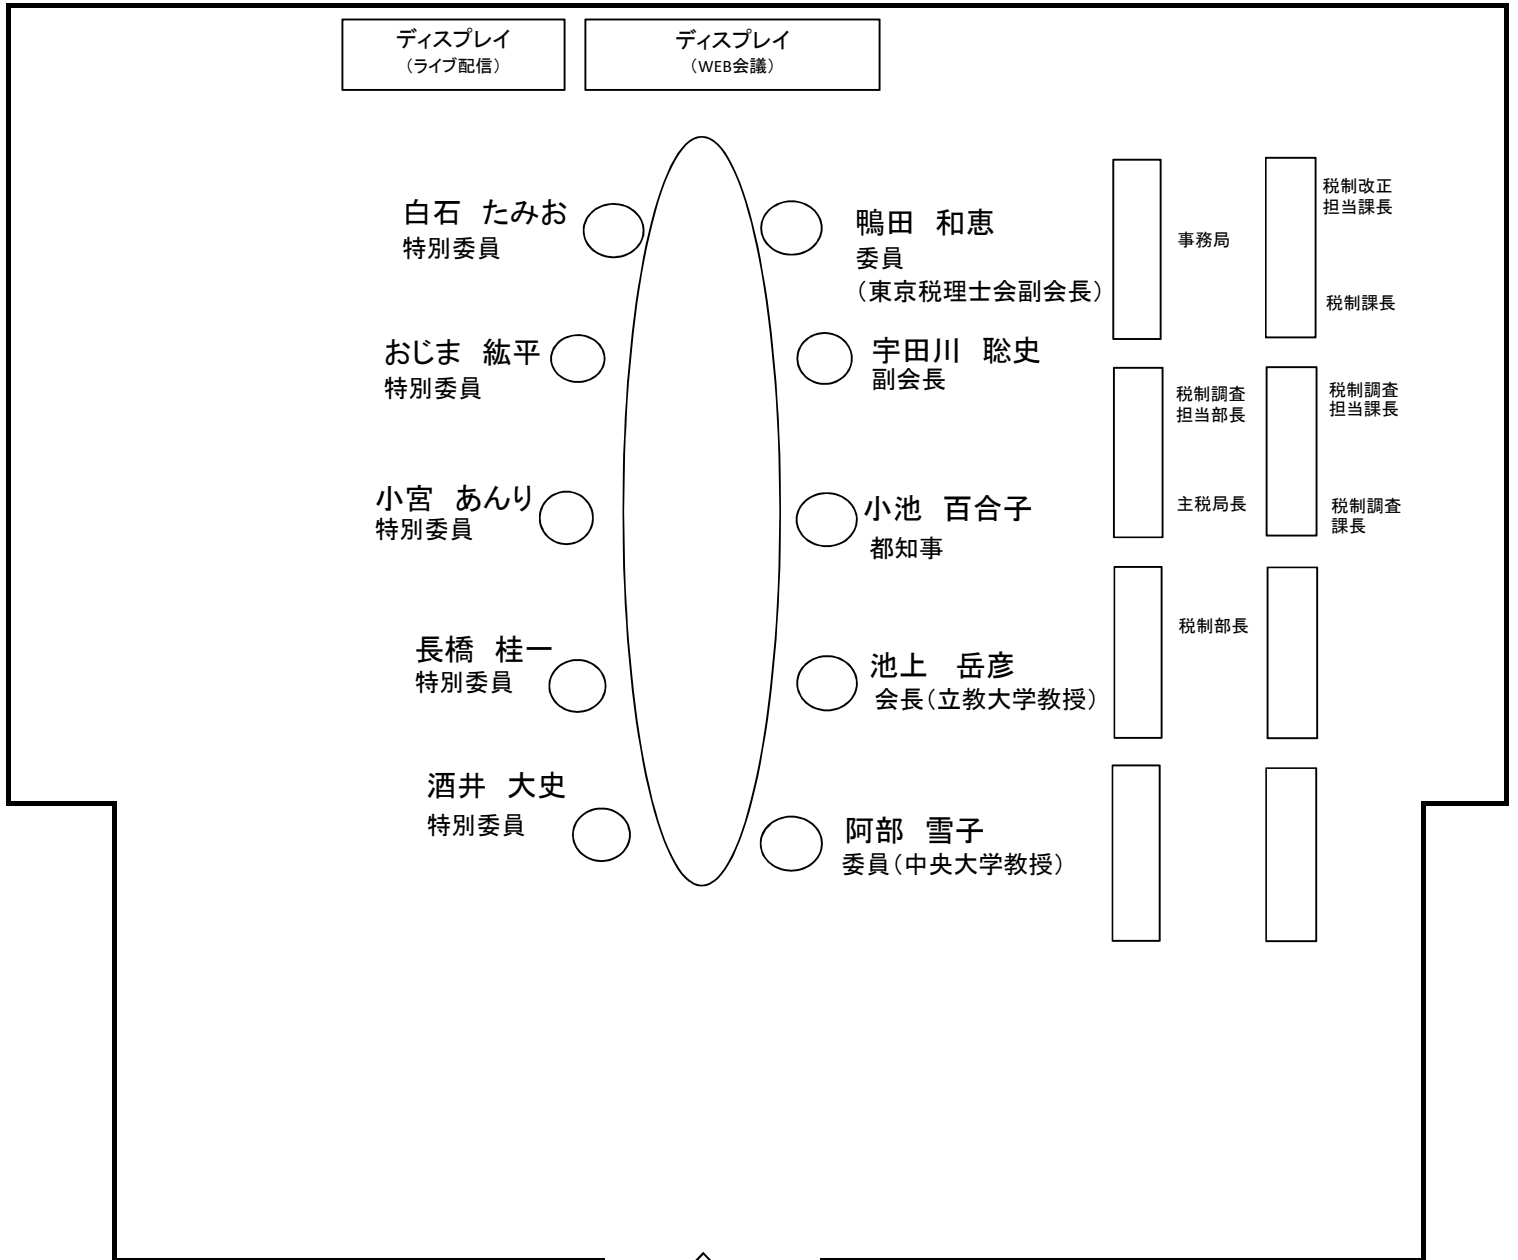 ディスプレイ
（ライブ配信）
ディスプレイ
（WEB会議）
白石　たみお
特別委員
おじま　紘平
特別委員
小宮　あんり
特別委員
長橋　桂一
特別委員
酒井　大史
特別委員
鴨田　和恵
委員
（東京税理士会副会長）
宇田川　聡史
副会長
小池　百合子
都知事
池上　岳彦
会長（立教大学教授）
阿部　雪子
委員（中央大学教授）
事務局
税制調査
担当部長
主税局長
税制部長
税制改正
担当課長
税制課長
税制調査
担当課長
税制調査
課長